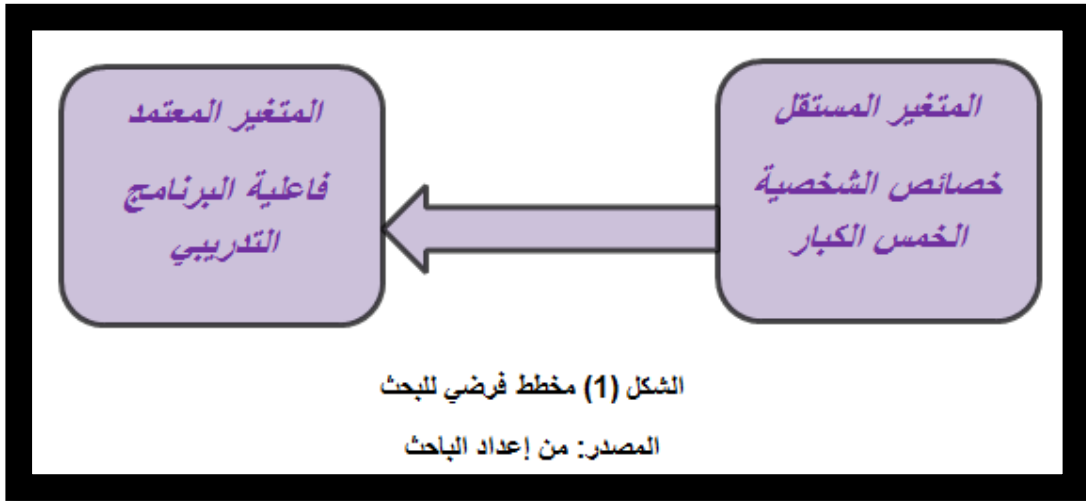 المتغير المستقل
خصائص الشخصية
الخمس الكبار
المتغير المعتمد
فاعلية البرنامج
التدريبي
الشكل (1) مخطط فرضي للبحث
المصدر: من إعداد الباحث